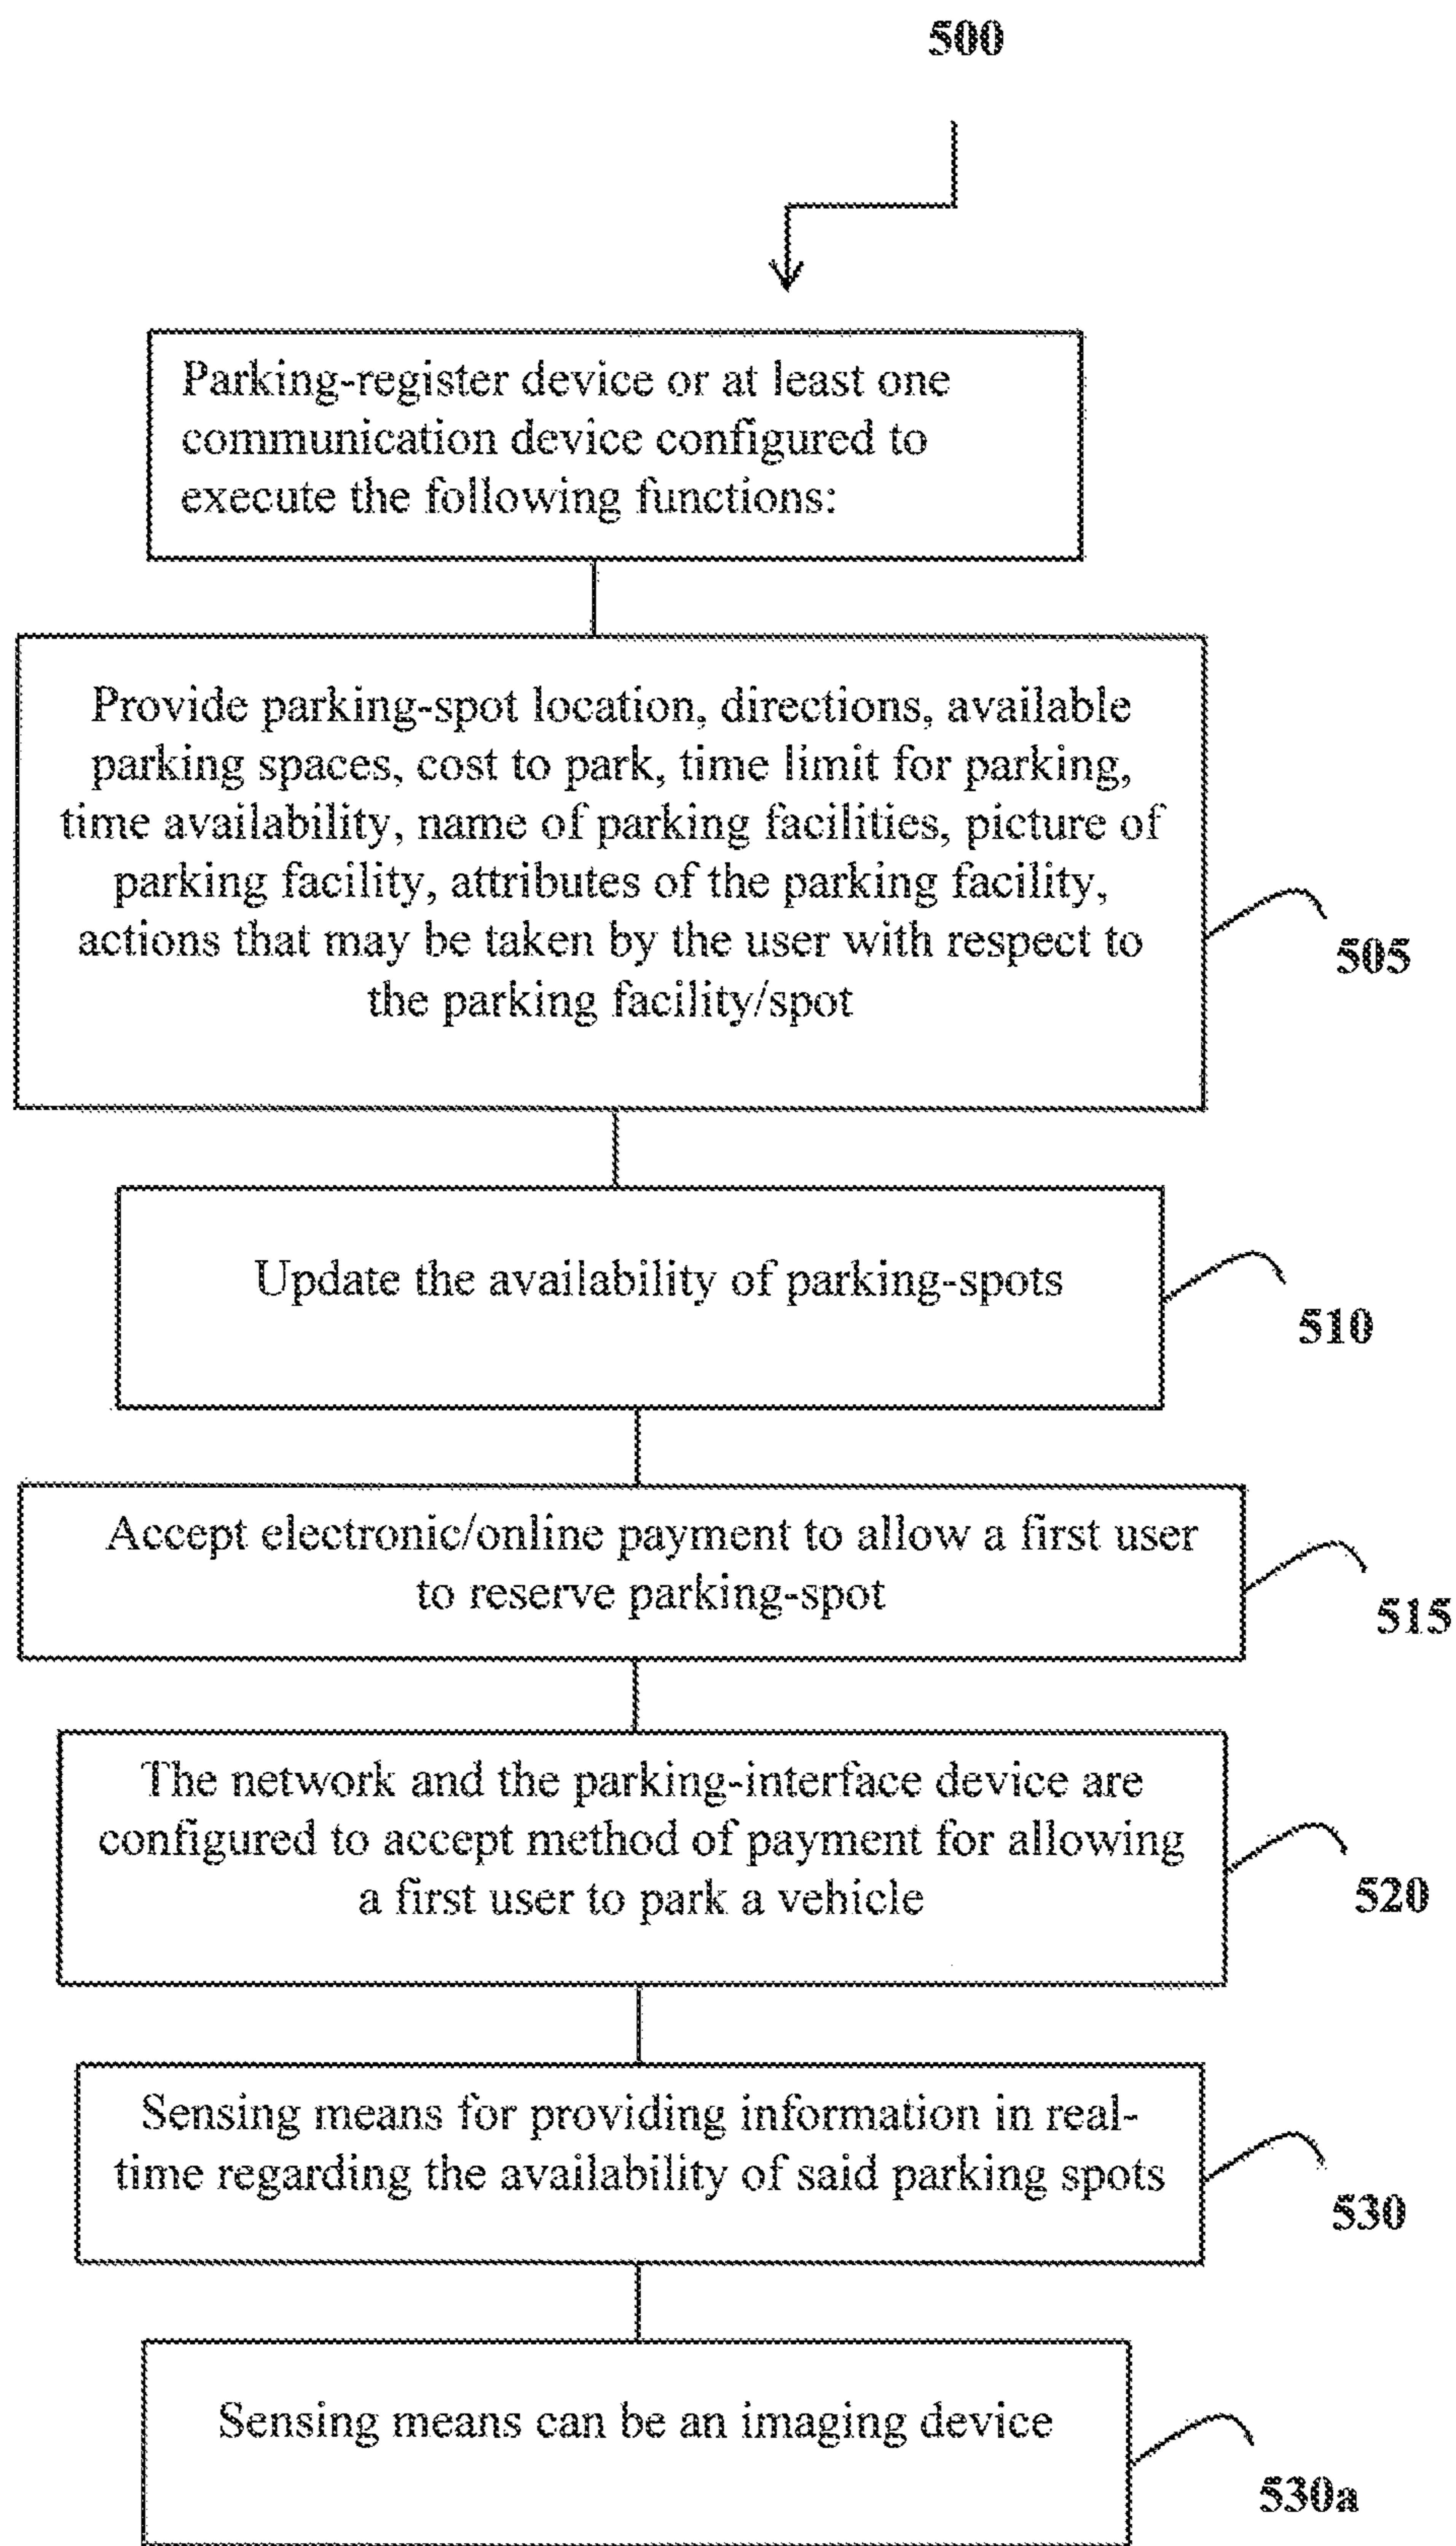 500
Parking-register device or at least one
communication device configured to
execute the following functions:
Provide parking-spot location, directions, available
parking spaces, cost to park, time limit for parking,
time availability, name of parking facilities, picture of
parking facility, attributes of the parking facility,
actions that may be taken by the user with respect to
the parking facility/spot
505
Update the availability of parking-spots
510
Accept electronic/online payment to allow a first user
to reserve parking-spot
515
The network and the parking-interface device are
configured to accept method of payment for allowing
a first user to park a vehicle
520
Sensing means for providing information in real-
time regarding the availability of said parking spots
530
Sensing means can be an imaging device
530a